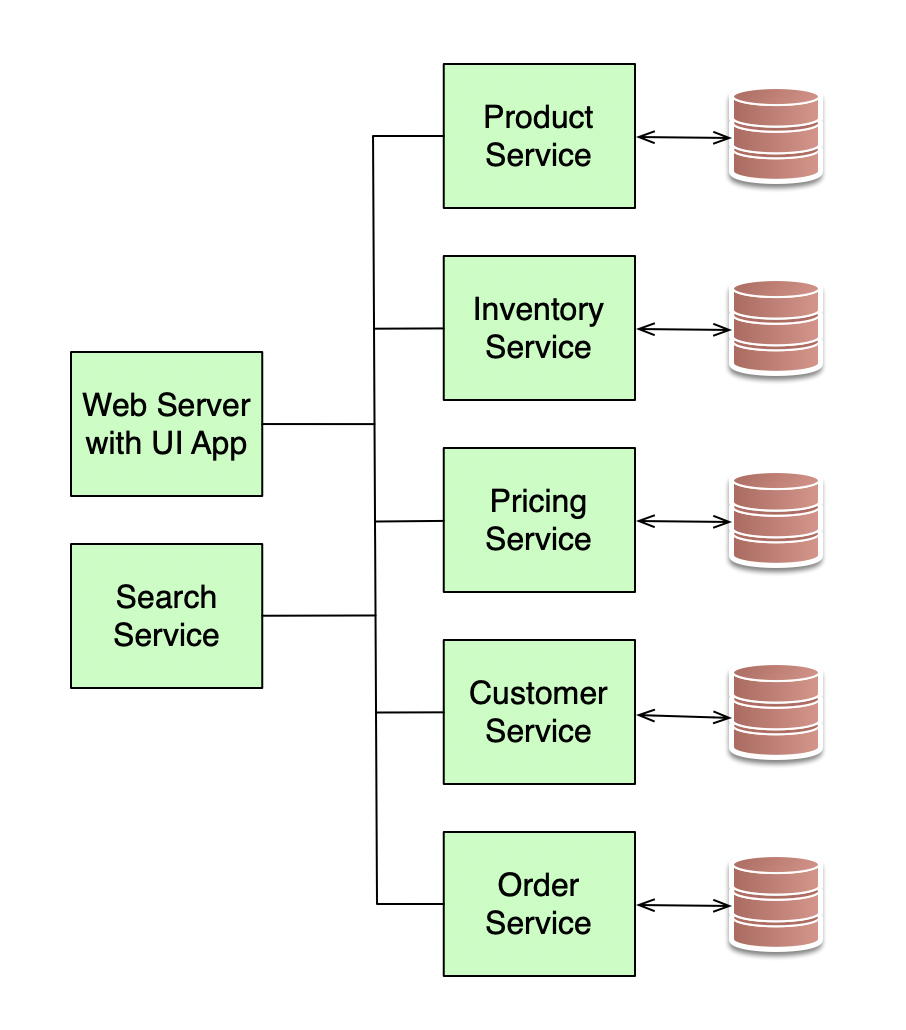 Product
Service
Inventory
Service
Web Server
with UI App
Pricing
Service
Search
Service
Customer
Service
Order
Service